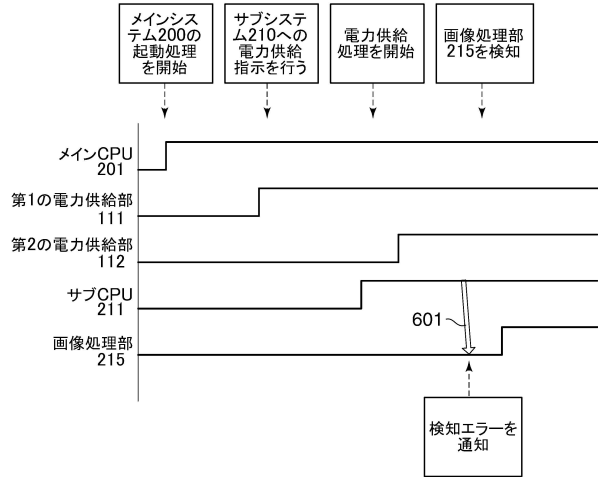 メインシス
テム200の
起動処理
を開始
サブシステ
ム210への
電力供給
指示を行う
電力供給
処理を開始
画像処理部
215を検知
メインCPU
201
第1の電力供給部
111
第2の電力供給部
112
サブCPU
211
601
画像処理部
215
検知エラーを
通知